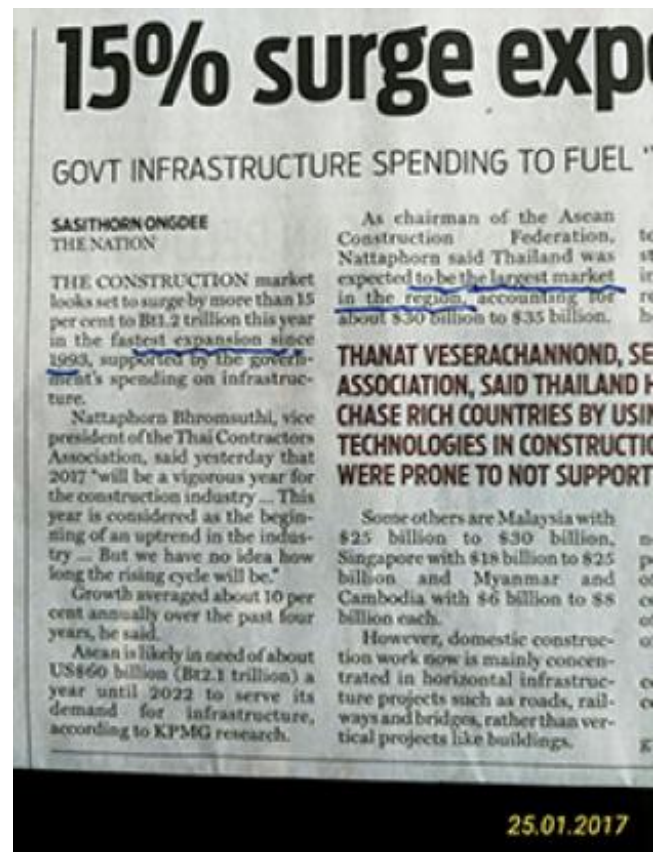 15% surge exp
GOVT INFRASTRUCTURE SPENDING TO FUEL "
SASITHORN ONGDEE
THE NATION
THE CONSTRUCTION market
looks set to surge by more than 15
per cent to Bt1.2 trillion this year
in the fastest expansion since
1993, supported by the govern-
ment's spending on infrastruc-
ture.
Nattaphorn Bhromsuthi, vice
president of the Thai Contractors
Association, said yesterday that
2017 "will be a vigorous year for
the construction industry ... This
year is considered as the begin-
ning of an uptrend in the indus-
try ... But we have no idea how
long the rising cycle will be."
Growth averaged about 10 per
cent annually over the past four
years, he said.
Asean is likely in need of about
US$60 billion (Bt2.1 trillion) a
year until 2022 to serve its
demand for infrastructure,
according to KPMG research.
As chairman of the Asean
Construction Federation,
Nattaphorn said Thailand was
expected to be the largest market
in the region, accounting for
about $30 billion to $35 billion.
THANAT VESERACHANNOND, SE
ASSOCIATION, SAID THAILAND H
CHASE RICH COUNTRIES BY USIN
TECHNOLOGIES IN CONSTRUCTIO
WERE PRONE TO NOT SUPPORT
Some others are Malaysia with
$25 billion to $30 billion,
Singapore with $18 billion to $25
billion and Myanmar and
Cambodia with $6 billion to $8
billion each.
However, domestic construc-
tion work now is mainly concen-
trated in horizontal infrastruc-
ture projects such as roads, rail-
ways and bridges, rather than ver-
tical projects like buildings.
25.01.2017